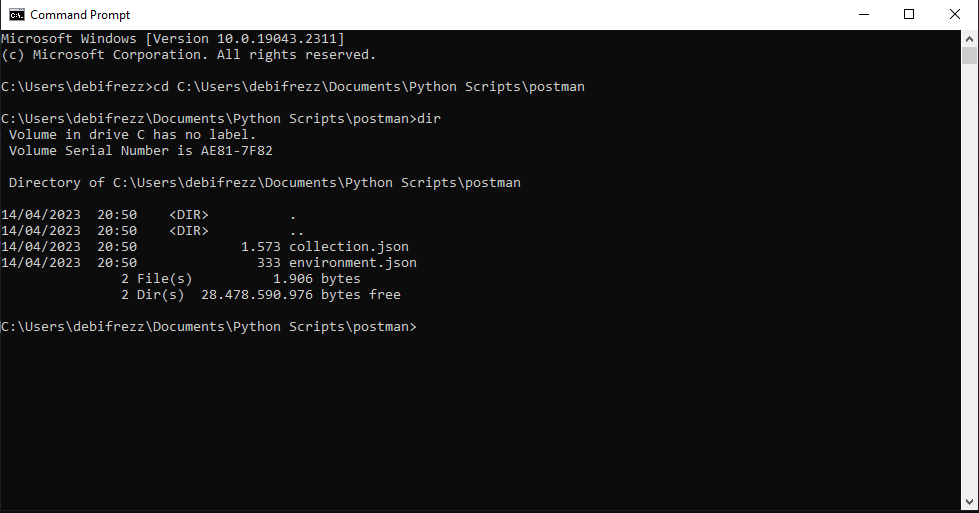 Command Prompt
Microsoft Windows [Version 10.0.19043.2311]
(c) Microsoft Corporation. All rights reserved.
C:\Users\debifrezz>cd C:\Users\debifrezz\Documents\Python Scripts\postman
C:\Users\debifrezz\Documents\Python Scripts\postman>dir
 Volume in drive C has no label.
 Volume Serial Number is AE81-7F82
 Directory of C:\Users\debifrezz\Documents\Python Scripts\postman
14/04/2023  20:50    <DIR>          .
14/04/2023  20:50    <DIR>          ..
14/04/2023  20:50             1.573 collection.json
14/04/2023  20:50               333 environment.json
               2 File(s)          1.906 bytes
               2 Dir(s)  28.478.590.976 bytes free
C:\Users\debifrezz\Documents\Python Scripts\postman>